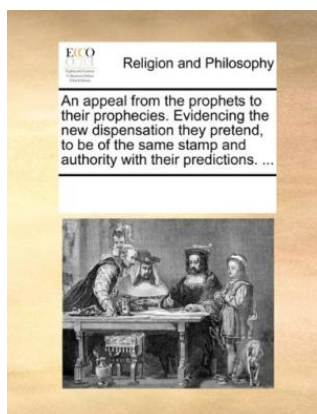 ECCO
Religion and Philosophy
An appeal from the prophets to
their prophecies. Evidencing the
new dispensation they pretend,
to be of the same stamp and
authority with their predictions. ...